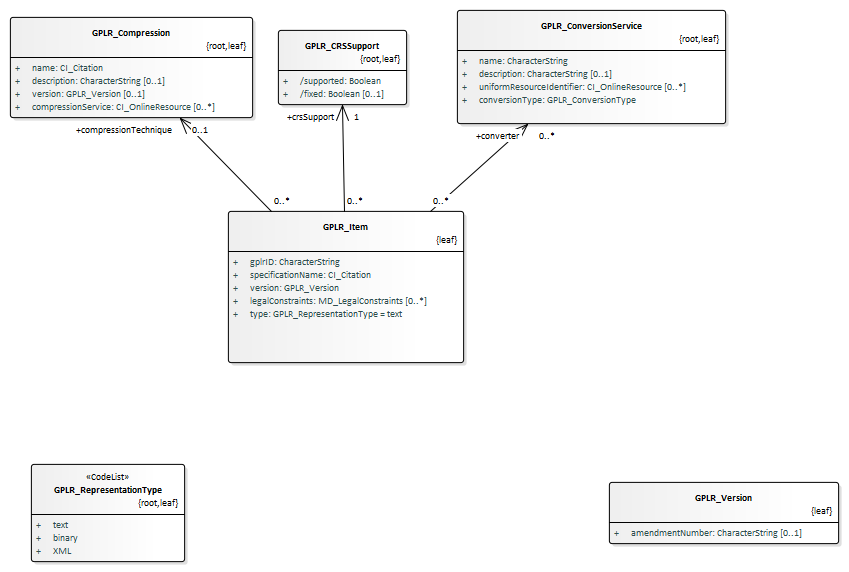 GPLR_Compression
{root,leaf}
+ name: CI_Citation
+ description: CharacterString [0..1]
+ version: GPLR_Version [0..1]
+ compressionService: CI_OnlineResource [0..*]
GPLR_CRSSupport
{root,leaf}
+ /supported: Boolean
+ /fixed: Boolean [0..1]
GPLR_ConversionService
{root,leaf}
+ name: CharacterString
+ description: CharacterString [0..1]
+ uniformResourceIdentifier: CI_OnlineResource [0..*]
+ conversionType: GPLR_ConversionType
+compressionTechnique 0..1
+crsSupport 1
+converter 0..*
0..*
0..*
0..*
GPLR_Item
{leaf}
+ gplrID: CharacterString
+ specificationName: CI_Citation
+ version: GPLR_Version
+ legalConstraints: MD_LegalConstraints [0..*]
+ type: GPLR_RepresentationType = text
«CodeList»
GPLR_RepresentationType
{root,leaf}
+ text
+ binary
+ XML
GPLR_Version
{leaf}
+ amendmentNumber: CharacterString [0..1]